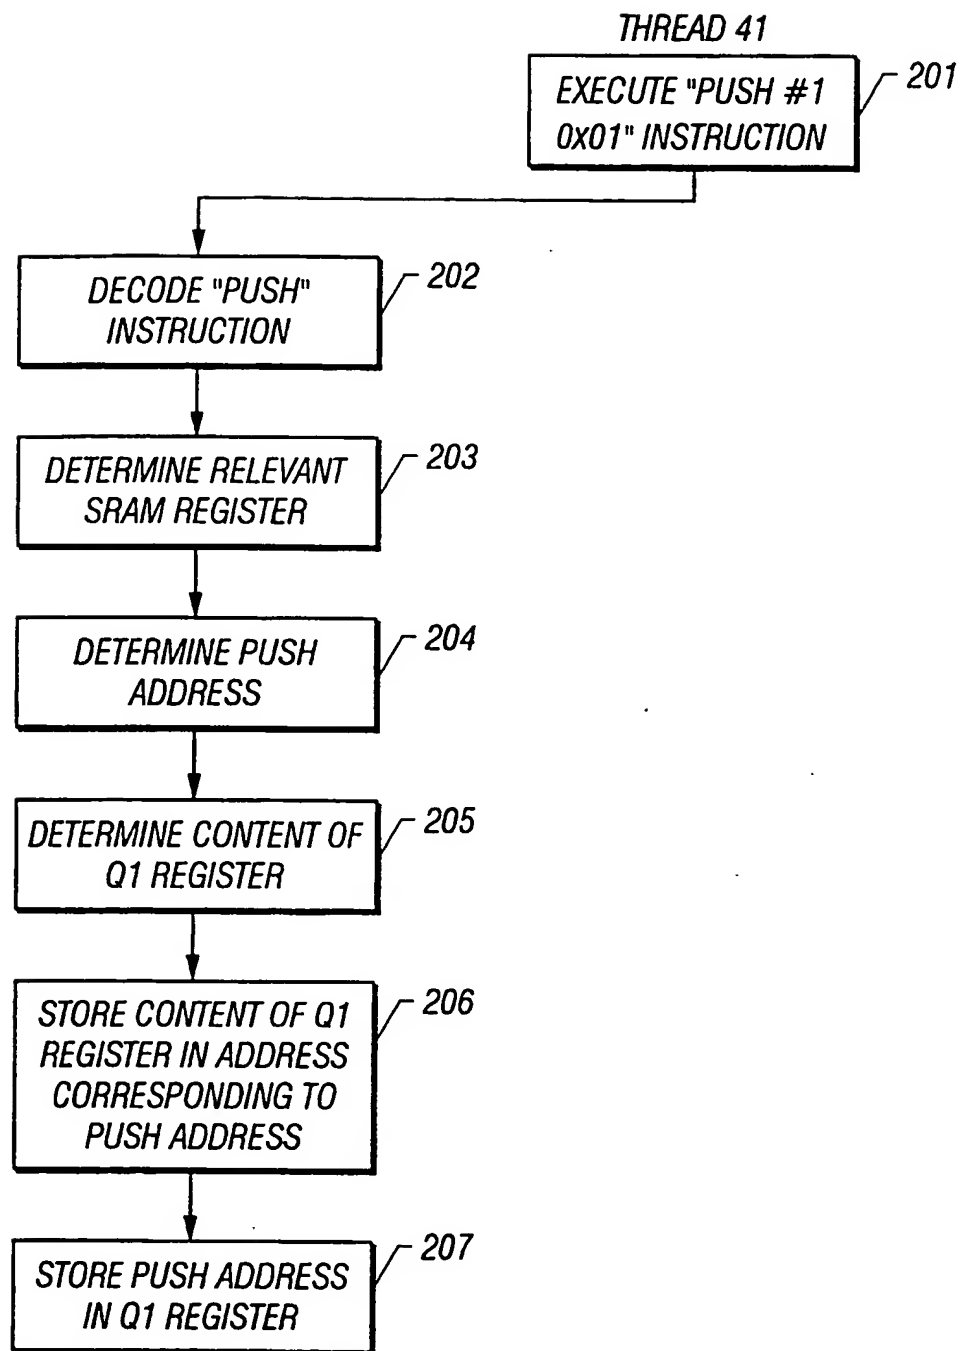 THREAD 41
EXECUTE "PUSH #1
0x01" INSTRUCTION
201
DECODE "PUSH"
INSTRUCTION
202
DETERMINE RELEVANT
SRAM REGISTER
203
DETERMINE PUSH
ADDRESS
204
DETERMINE CONTENT OF
Q1 REGISTER
205
STORE CONTENT OF Q1
REGISTER IN ADDRESS
CORRESPONDING TO
PUSH ADDRESS
206
STORE PUSH ADDRESS
IN Q1 REGISTER
207